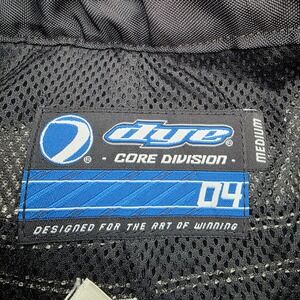 dye ®
®
- CORE DIVISION -
MEDIUM
04
DESIGNED FOR THE ART OF WINNING